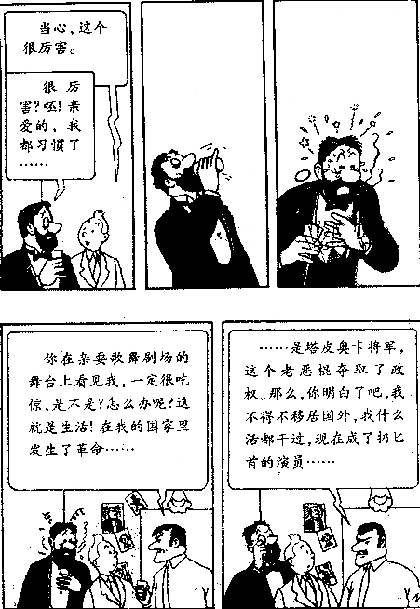 当心,这个
很厉害。
很厉
害?呸!亲
爱的,我
都习惯了
……
你在杂耍歌舞剧场的
舞台上看见我,一定很吃
惊,是不是?怎么办呢?这
就是生活!在我的国家里
发生了革命……
……是塔皮奥卡将军,
这个老恶棍夺取了政
权。那么,你明白了吧,我
不得不移居国外,我什么
活都干过,现在成了扔匕
首的演员……